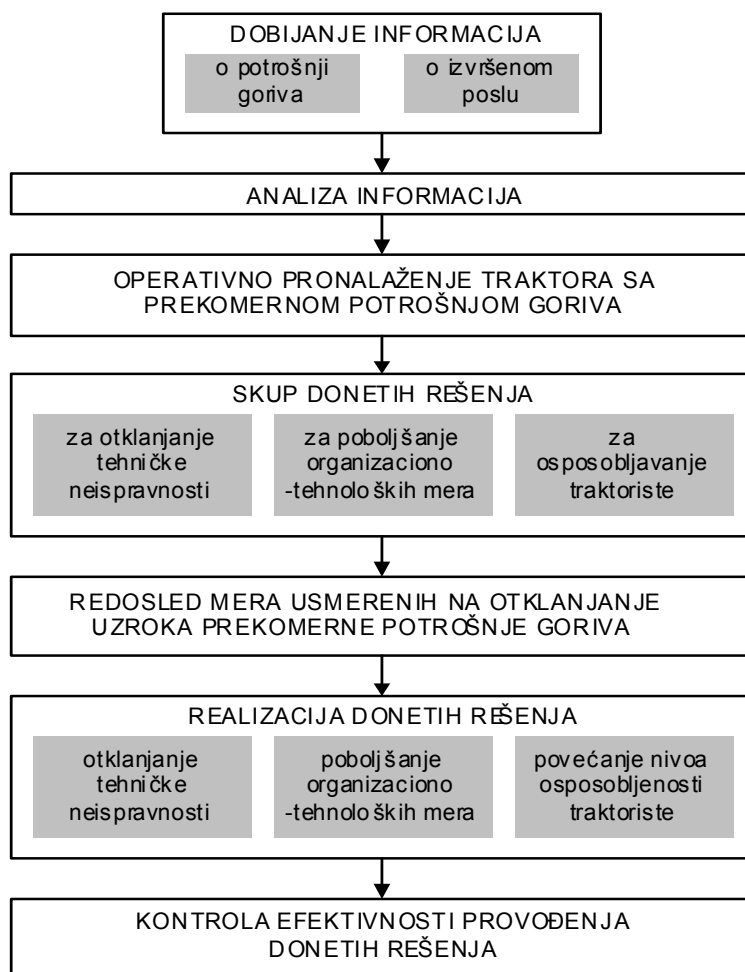 DOBIJANJE INFORMACIJA
o potrošnji
goriva
o izvršenom
poslu
ANALIZA INFORMACIJA
OPERATIVNO PRONALAŽENJE TRAKTORA SA
PREKOMERNOM POTROŠNJOM GORIVA
SKUP DONETIH REŠENJA
za otklanjanje
tehničke
neispravnosti
za poboljšanje
organizaciono
-tehnoloških mera
za
osposobljavanje
traktoriste
REDOSLED MERA USMERENIH NA OTKLANJANJE
UZROKA PREKOMERNE POTROŠNJE GORIVA
REALIZACIJA DONETIH REŠENJA
otklanjanje
tehničke
neispravnosti
poboljšanje
organizaciono
-tehnoloških mera
povećanje nivoa
osposobljenosti
traktoriste
KONTROLA EFEKTIVNOSTI PROVOĐENJA
DONETIH REŠENJA